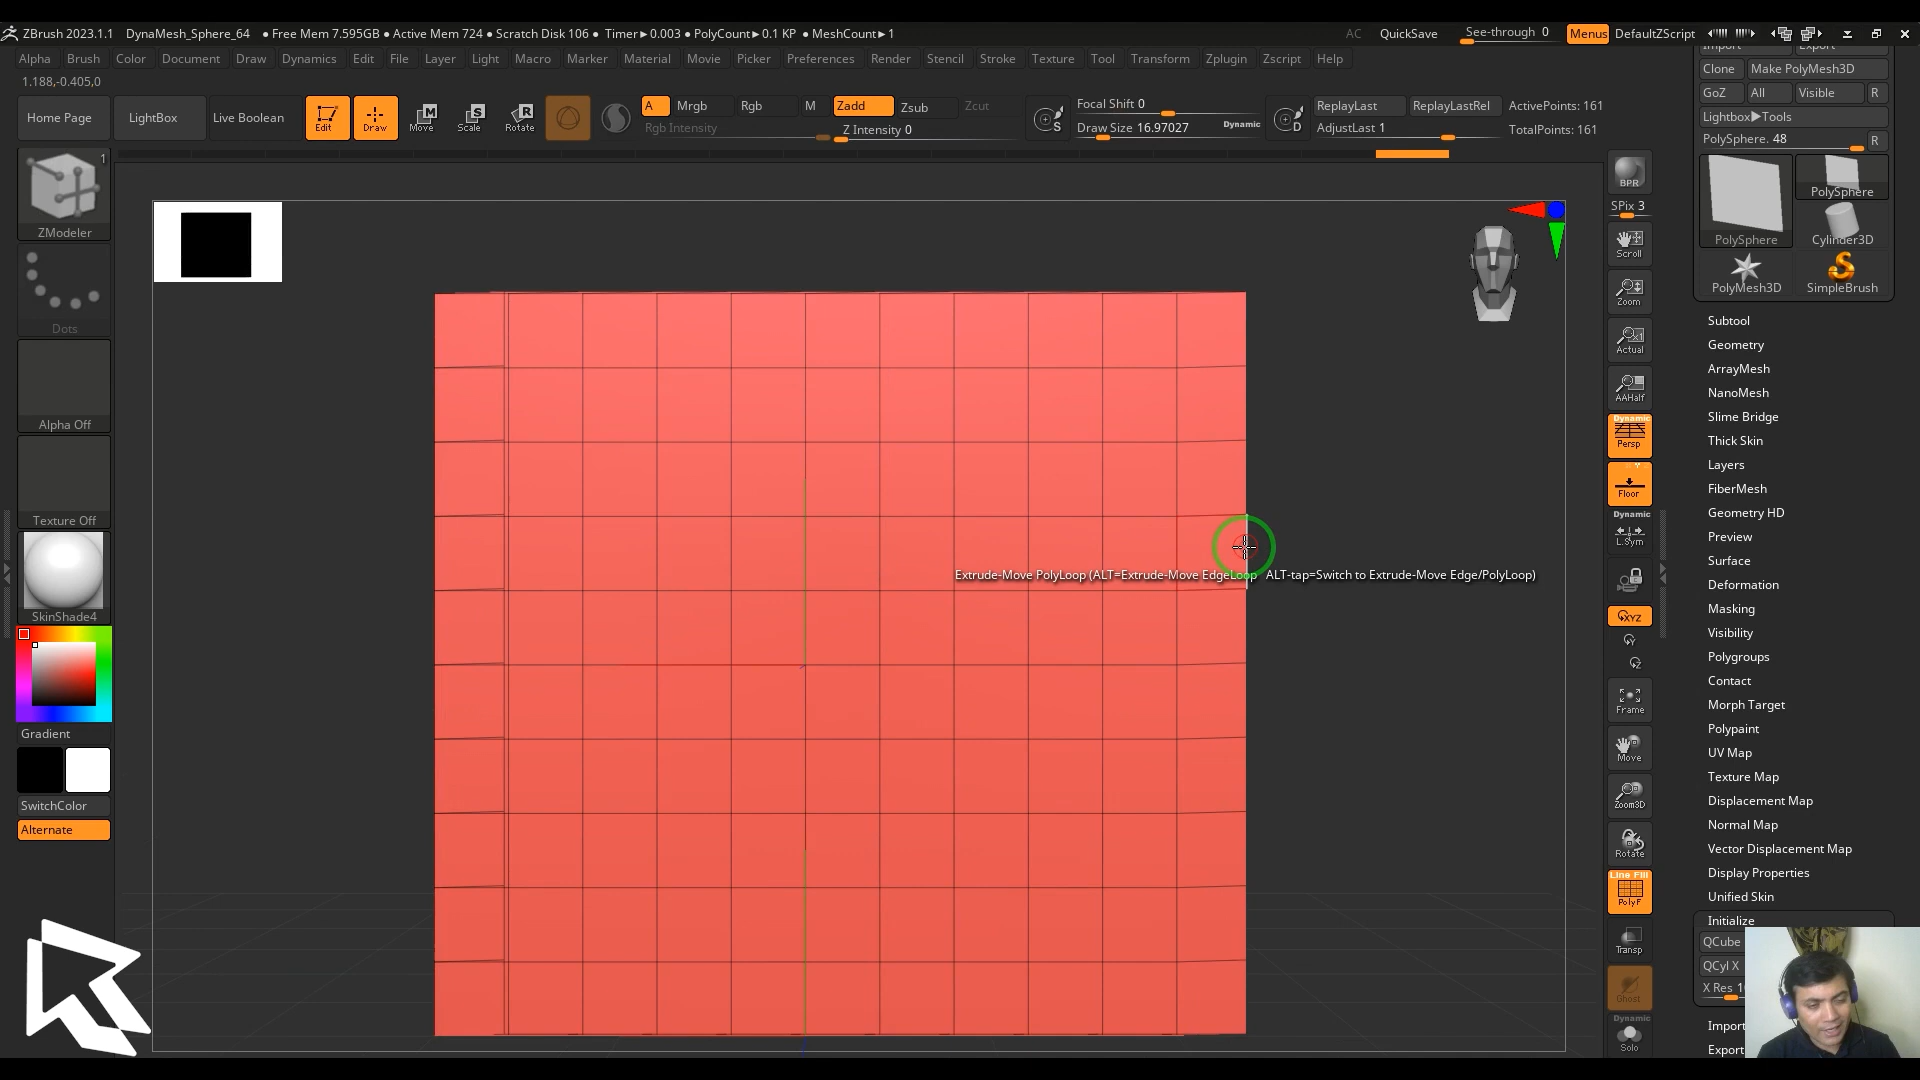 ZBrush 2023.1.1 DynaMesh_Sphere_64 ● Free Mem 7.595GB ● Active Mem 724 ● Scratch Disk 106 ● Timer▶0.003 ● PolyCount▶0.1 KP ● MeshCount▶1 AC QuickSave See-through 0 Menus DefaultZScript
Alpha Brush Color Document Draw Dynamics Edit File Layer Light Macro Marker Material Movie Picker Preferences Render Stencil Stroke Texture Tool Transform Zplugin Zscript Help
1.188,-0.405,0
Home Page LightBox Live Boolean Edit Draw Move Scale Rotate
A Mrgb Rgb M Zadd Zsub Zcut
Rgb Intensity Z Intensity 0
S
Focal Shift 0
Draw Size 16.97027 Dynamic
D
ReplayLast ReplayLastRel ActivePoints: 161
AdjustLast 1 TotalPoints: 161
1
ZModeler
Dots
Alpha Off
Texture Off
SkinShade4
Gradient
SwitchColor
Alternate
Extrude-Move PolyLoop (ALT=Extrude-Move EdgeLoop ALT-tap=Switch to Extrude-Move Edge/PolyLoop)
BPR
SPix 3
Scroll
Zoom
Actual
AAHalf
Dynamic
Persp
Floor
Dynamic
L.Sym
XYZ
Y
Z
Frame
Move
Zoom3D
Rotate
Line Fill
PolyF
Transp
Ghost
Dynamic
Solo
Import Export
Clone Make PolyMesh3D
GoZ All Visible R
Lightbox▶Tools
PolySphere. 48 R
PolySphere PolySphere
Cylinder3D
PolyMesh3D SimpleBrush
Subtool
Geometry
ArrayMesh
NanoMesh
Slime Bridge
Thick Skin
Layers
FiberMesh
Geometry HD
Preview
Surface
Deformation
Masking
Visibility
Polygroups
Contact
Morph Target
Polypaint
UV Map
Texture Map
Displacement Map
Normal Map
Vector Displacement Map
Display Properties
Unified Skin
Initialize
QCube
QCyl X
X Res
Import
Export